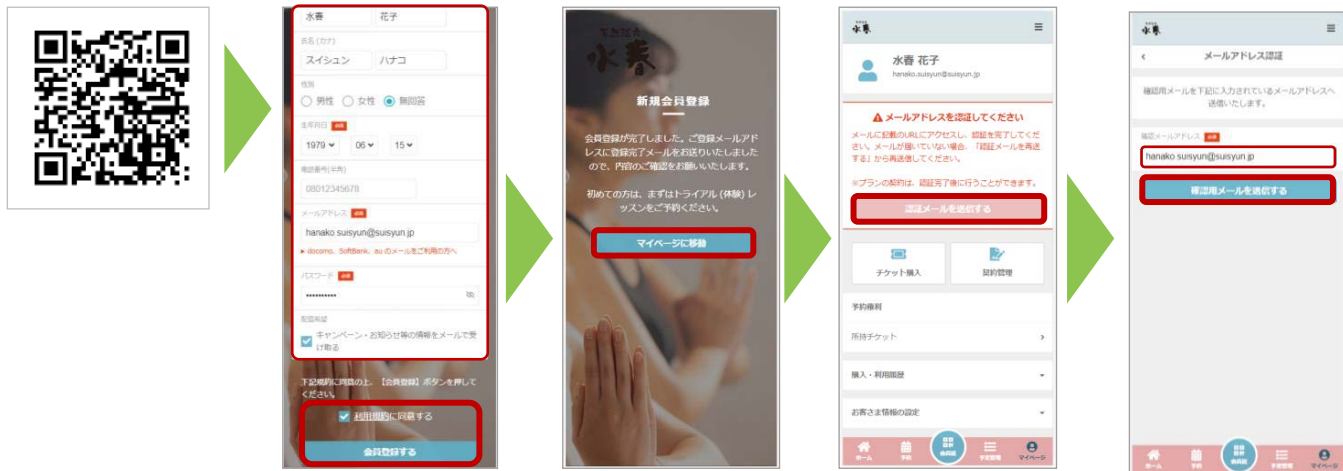 水春 花子
氏名(カナ)
スイシュン ハナコ
性別
男性 女性 無回答
生年月日 必須
1979 06 15
電話番号(半角)
08012345678
メールアドレス 必須
hanako.suisyun@suisyun.jp
▸ docomo、SoftBank、au のメールをご利用の方へ
パスワード 必須
••••••••••
配信希望
キャンペーン・お知らせ等の情報をメールで受
け取る
下記規約に同意の上、【会員登録】ボタンを押して
ください。
利用規約に同意する
会員登録する
水春
新規会員登録
会員登録が完了しました。ご登録メールアド
レスに登録完了メールをお送りいたしました
ので、内容のご確認をお願いいたします。
初めての方は、まずはトライアル (体験) レ
ッスンをご予約ください。
マイページに移動
水春
水春 花子
hanako.suisyun@suisyun.jp
メールアドレスを認証してください
メールに記載のURLにアクセスし、認証を完了してくだ
さい。メールが届いていない場合、「認証メールを再送
する」から再送信してください。
※プランの契約は、認証完了後に行うことができます。
認証メールを送信する
チケット購入 契約管理
予約権利
所持チケット
購入・利用履歴
お客さま情報の設定
ホーム 予約 会員証 予定管理 マイページ
水春
メールアドレス認証
確認用メールを下記に入力されているメールアドレスへ
送信いたします。
確認メールアドレス 必須
hanako.suisyun@suisyun.jp
確認用メールを送信する
ホーム 予約 会員証 予定管理 マイページ